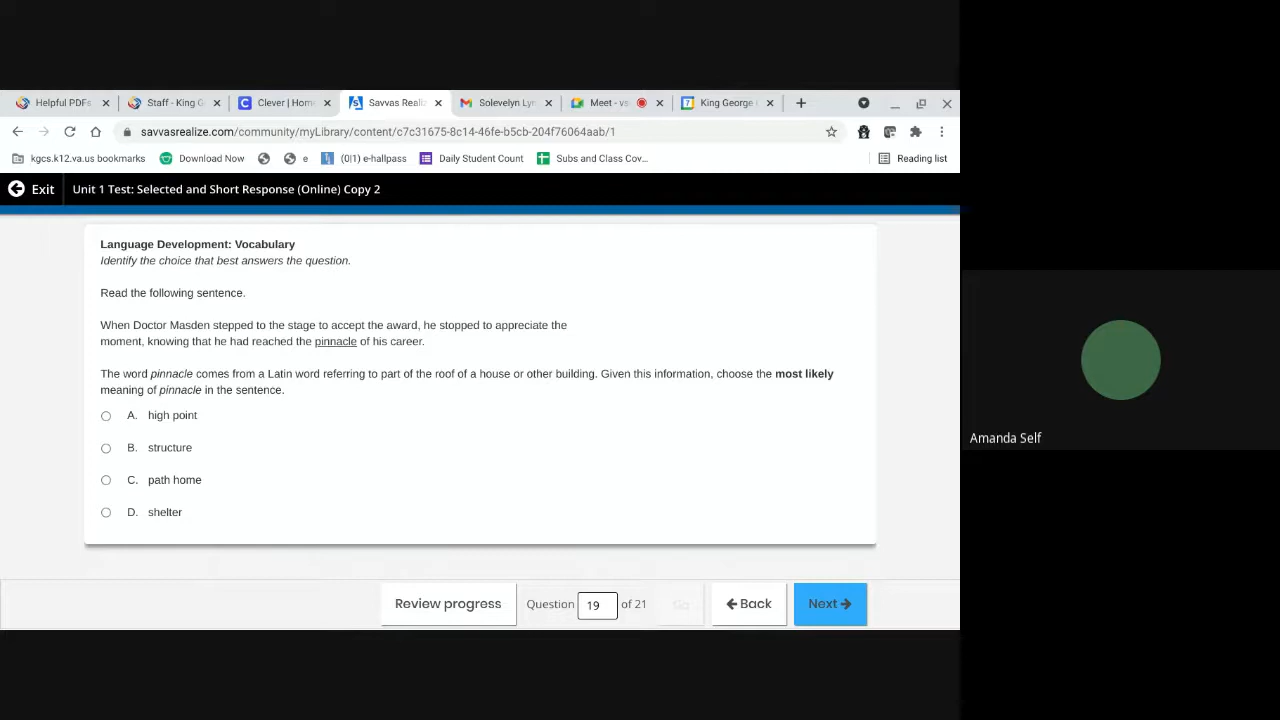 Helpful PDFs
Staff - King G
Clever | Hom
Savvas Realiz
Solevelyn Lyn
Meet - vs
King George
savvasrealize.com/community/myLibrary/content/c7c31675-8c14-46fe-b5cb-204f76064aab/1
kgcs.k12.va.us bookmarks
Download Now
e
(0|1) e-hallpass
Daily Student Count
Subs and Class Cov...
Reading list
Exit
Unit 1 Test: Selected and Short Response (Online) Copy 2
Language Development: Vocabulary
Identify the choice that best answers the question.
Read the following sentence.
When Doctor Masden stepped to the stage to accept the award, he stopped to appreciate the
moment, knowing that he had reached the pinnacle of his career.
The word pinnacle comes from a Latin word referring to part of the roof of a house or other building. Given this information, choose the most likely
meaning of pinnacle in the sentence.
A. high point
B. structure
C. path home
D. shelter
Review progress
Question 19 of 21
Go
Back
Next
Amanda Self